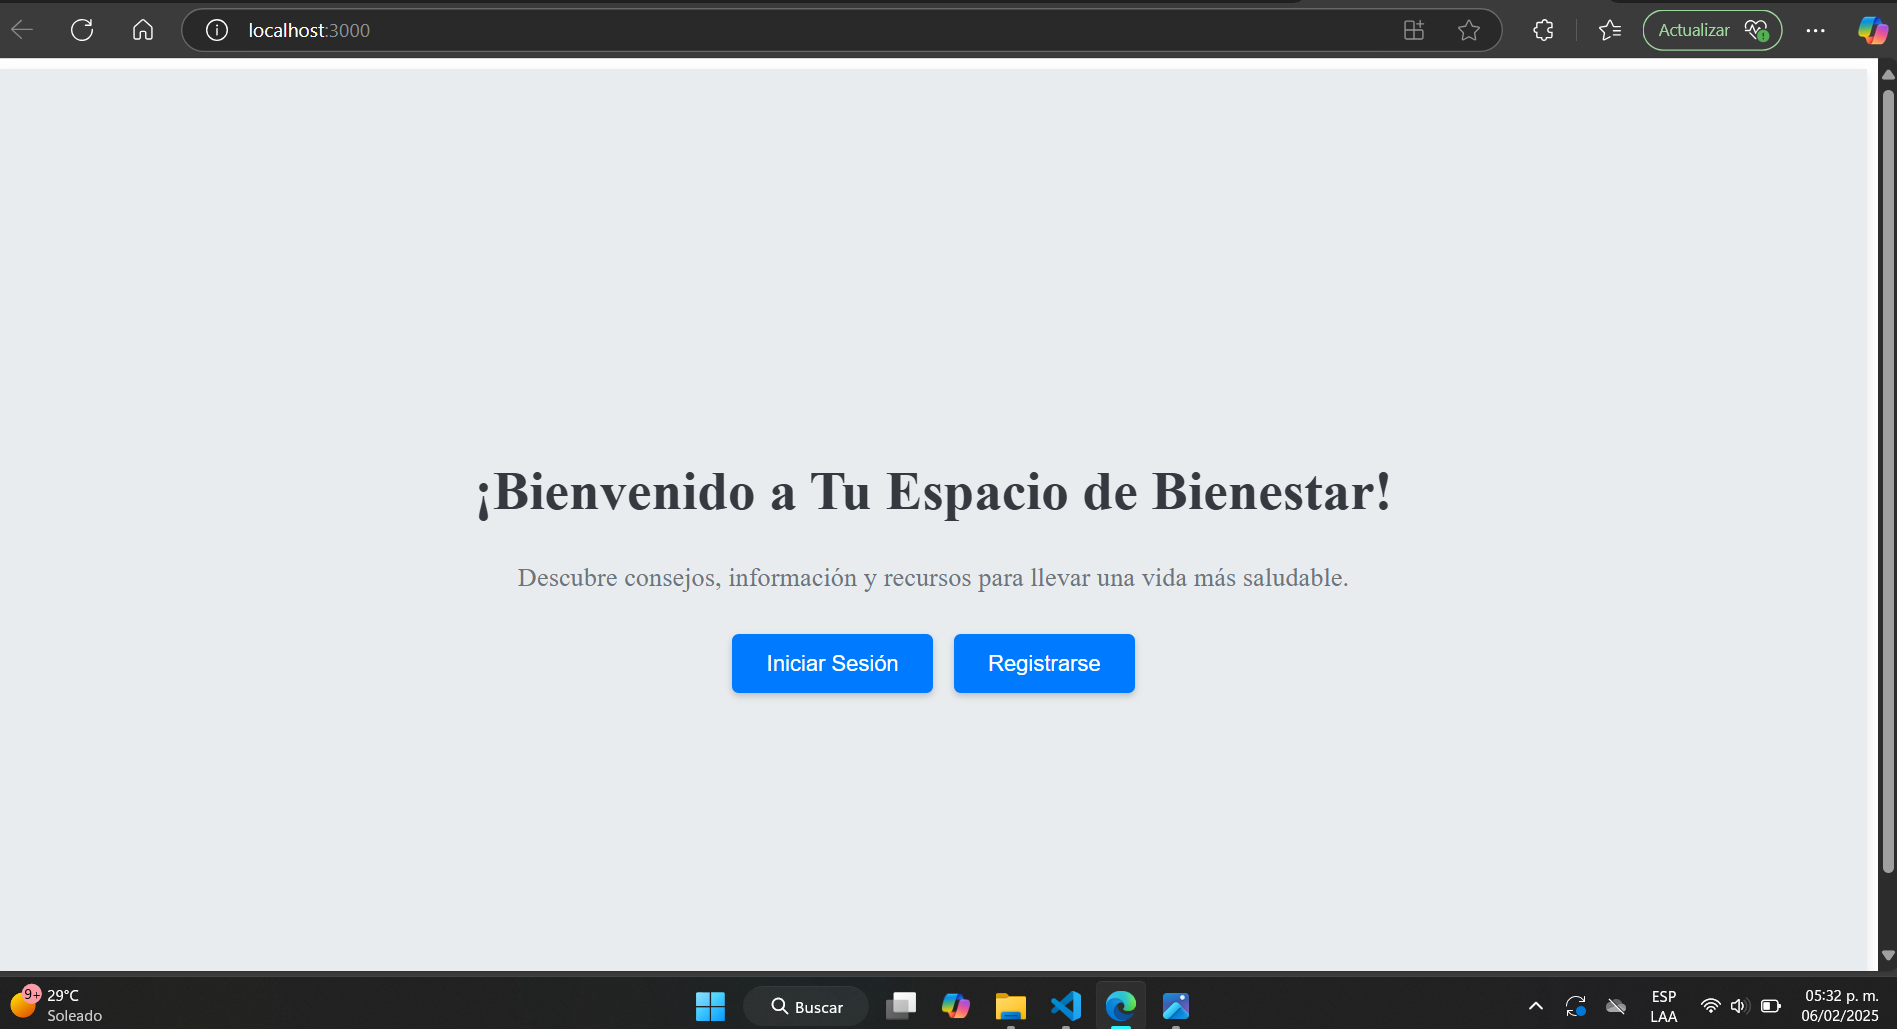 localhost:3000
Actualizar
¡Bienvenido a Tu Espacio de Bienestar!
Descubre consejos, información y recursos para llevar una vida más saludable.
Iniciar Sesión
Registrarse
9+
29°C
Soleado
Buscar
ESP
LAA
05:32 p. m.
06/02/2025